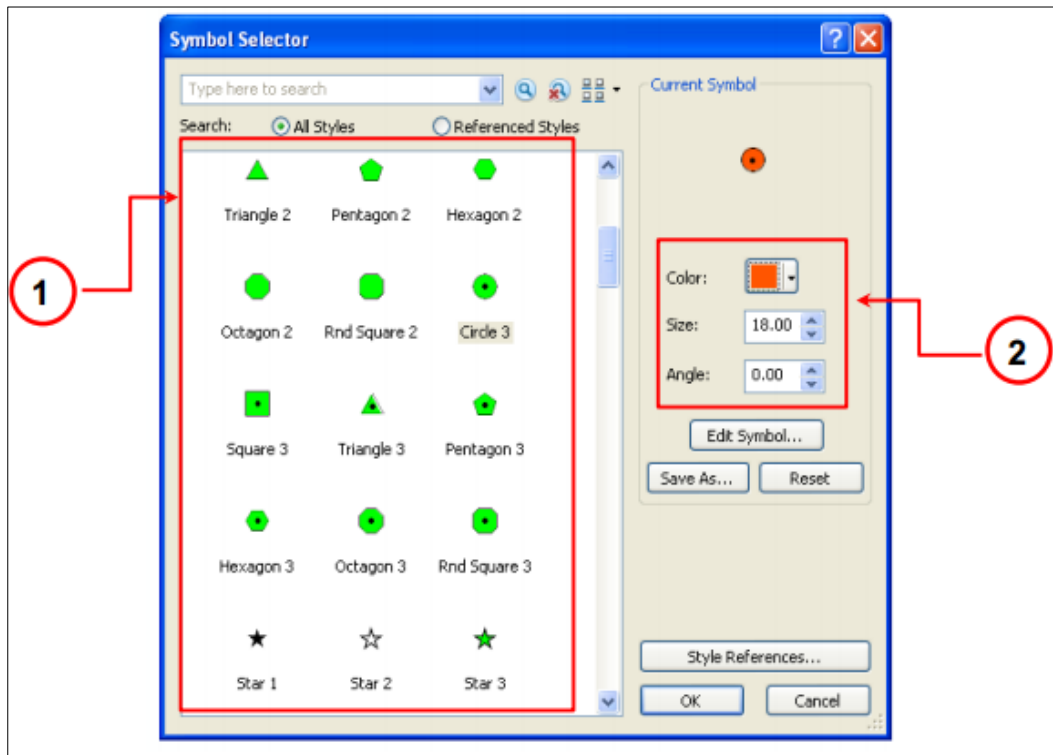 Symbol Selector
Type here to search
Search: All Styles Referenced Styles
Triangle 2 Pentagon 2 Hexagon 2
Octagon 2 Rnd Square 2 Circle 3
Square 3 Triangle 3 Pentagon 3
Hexagon 3 Octagon 3 Rnd Square 3
Star 1 Star 2 Star 3
Current Symbol
Color:
Size: 18.00
Angle: 0.00
Edit Symbol...
Save As... Reset
Style References...
OK Cancel
1
2